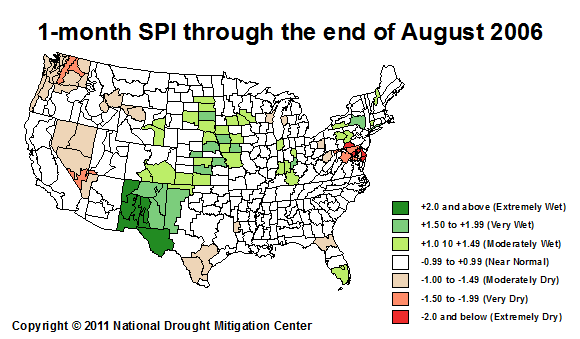 1-month SPI through the end of August 2006
+2.0 and above (Extremely Wet)
+1.50 to +1.99 (Very Wet)
+1.0 10 +1.49 (Moderately Wet)
-0.99 to +0.99 (Near Normal)
-1.00 to -1.49 (Moderately Dry)
-1.50 to -1.99 (Very Dry)
-2.0 and below (Extremely Dry)
Copyright © 2011 National Drought Mitigation Center